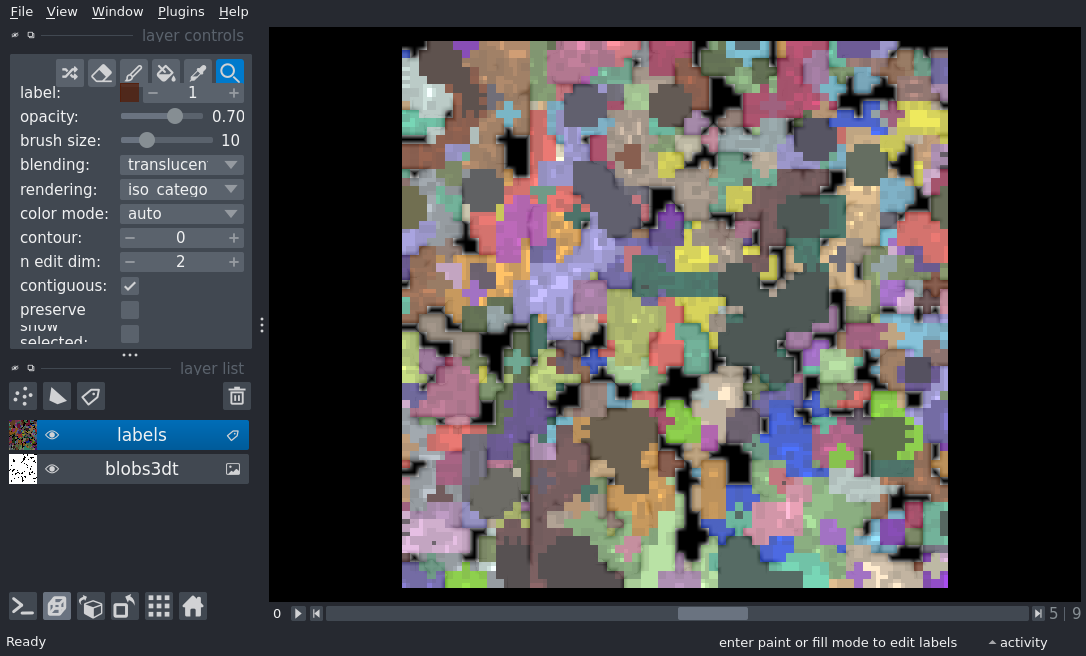 File View Window Plugins Help
layer controls
label: 1
opacity: 0.70
brush size: 10
blending: translucen
rendering: iso_catego
color mode: auto
contour: 0
n edit dim: 2
contiguous:
preserve
show
selected:
layer list
labels
blobs3dt
0 5 | 9
Ready enter paint or fill mode to edit labels activity